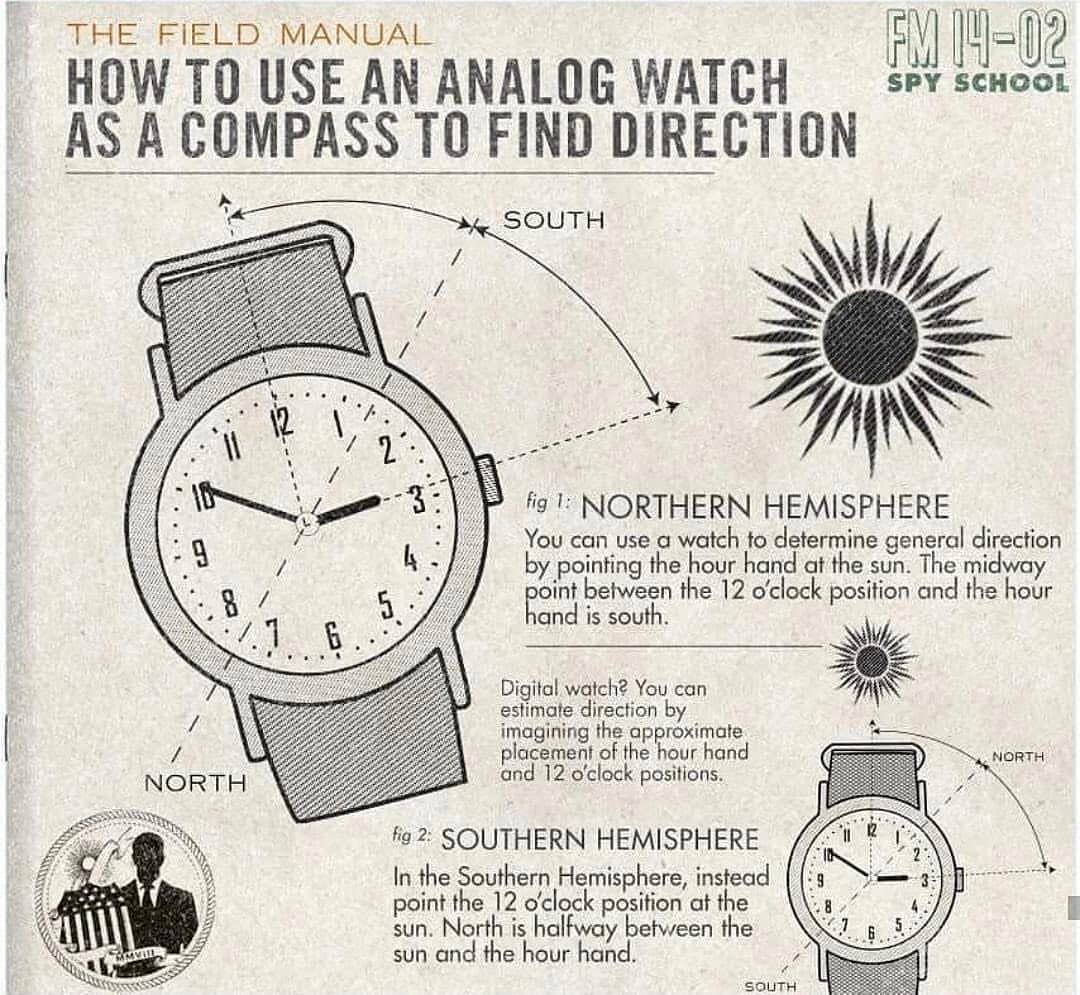 THE FIELD MANUAL
FM 14-02
SPY SCHOOL
HOW TO USE AN ANALOG WATCH
AS A COMPASS TO FIND DIRECTION
SOUTH
12
1
2
3
4
5
6
7
8
9
10
11
L
NORTH
fig 1: NORTHERN HEMISPHERE
You can use a watch to determine general direction
by pointing the hour hand at the sun. The midway
point between the 12 o'clock position and the hour
hand is south.
Digital watch? You can
estimate direction by
imagining the approximate
placement of the hour hand
and 12 o'clock positions.
fig 2: SOUTHERN HEMISPHERE
In the Southern Hemisphere, instead
point the 12 o'clock position at the
sun. North is halfway between the
sun and the hour hand.
NORTH
12
1
2
3
4
5
6
7
8
9
10
11
SOUTH
MMVIII